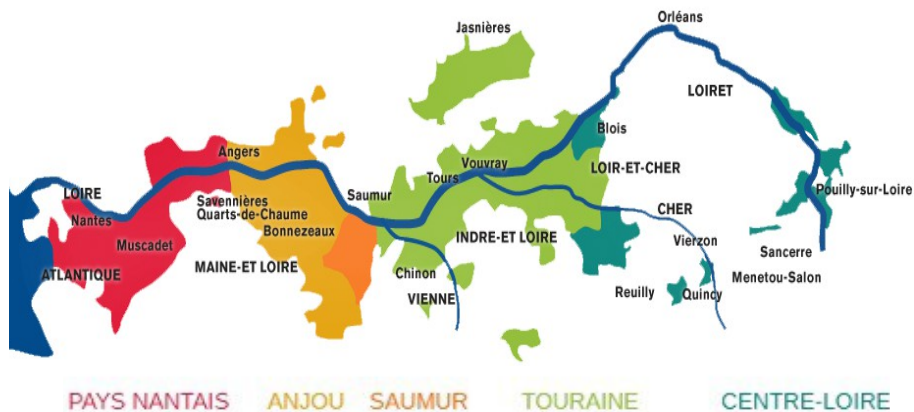 Orléans
Jasnières
LOIRET
Blois
Angers
Vouvray
LOIR-ET-CHER
Tours
LOIRE
Saumur
Pouilly-sur-Loire
Savennières
Nantes
Quarts-de-Chaume
CHER
Bonnezeaux
INDRE-ET LOIRE
Vierzon
Muscadet
Sancerre
MAINE-ET LOIRE
ATLANTIQUE
Chinon
Menetou-Salon
VIENNE
Reuilly
Quincy
PAYS NANTAIS ANJOU SAUMUR TOURAINE CENTRE-LOIRE